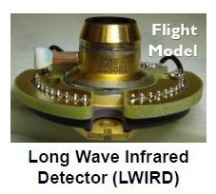 Flight
Model
Long Wave Infrared
Detector (LWIRD)